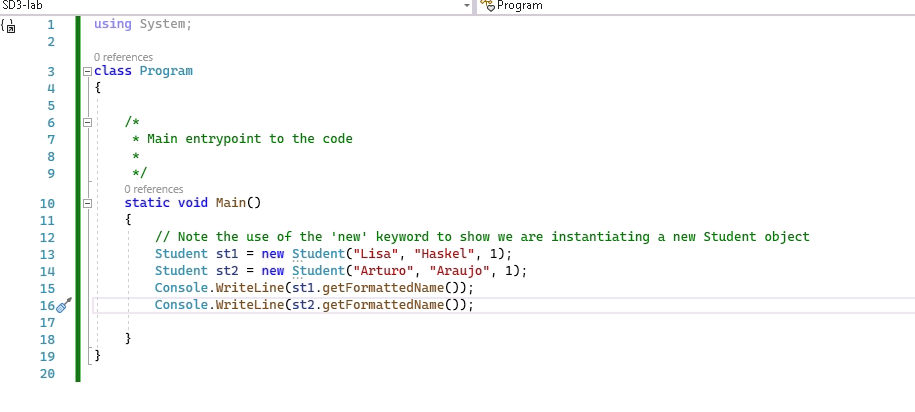 SD3-lab Program
1 using System;
2
0 references
3 class Program
4 {
5
6 /*
7 * Main entrypoint to the code
8 *
9 */
0 references
10 static void Main()
11 {
12 // Note the use of the 'new' keyword to show we are instantiating a new Student object
13 Student st1 = new Student("Lisa", "Haskel", 1);
14 Student st2 = new Student("Arturo", "Araujo", 1);
15 Console.WriteLine(st1.getFormattedName());
16 Console.WriteLine(st2.getFormattedName());
17
18 }
19 }
20